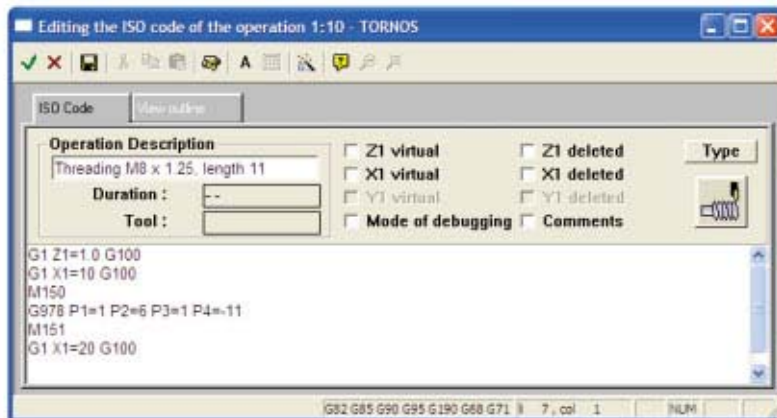 Editing the ISO code of the operation 1:10 - TORNOS
A
ISO Code View outline
Operation Description
Threading M8 x 1.25, length 11
Duration : --
Tool :
Z1 virtual Z1 deleted
X1 virtual X1 deleted
Y1 virtual Y1 deleted
Mode of debugging Comments
Type
G1 Z1=1.0 G100
G1 X1=10 G100
M150
G978 P1=1 P2=6 P3=1 P4=-11
M151
G1 X1=20 G100
G82 G85 G90 G95 G190 G68 G71 7, col 1 NUM